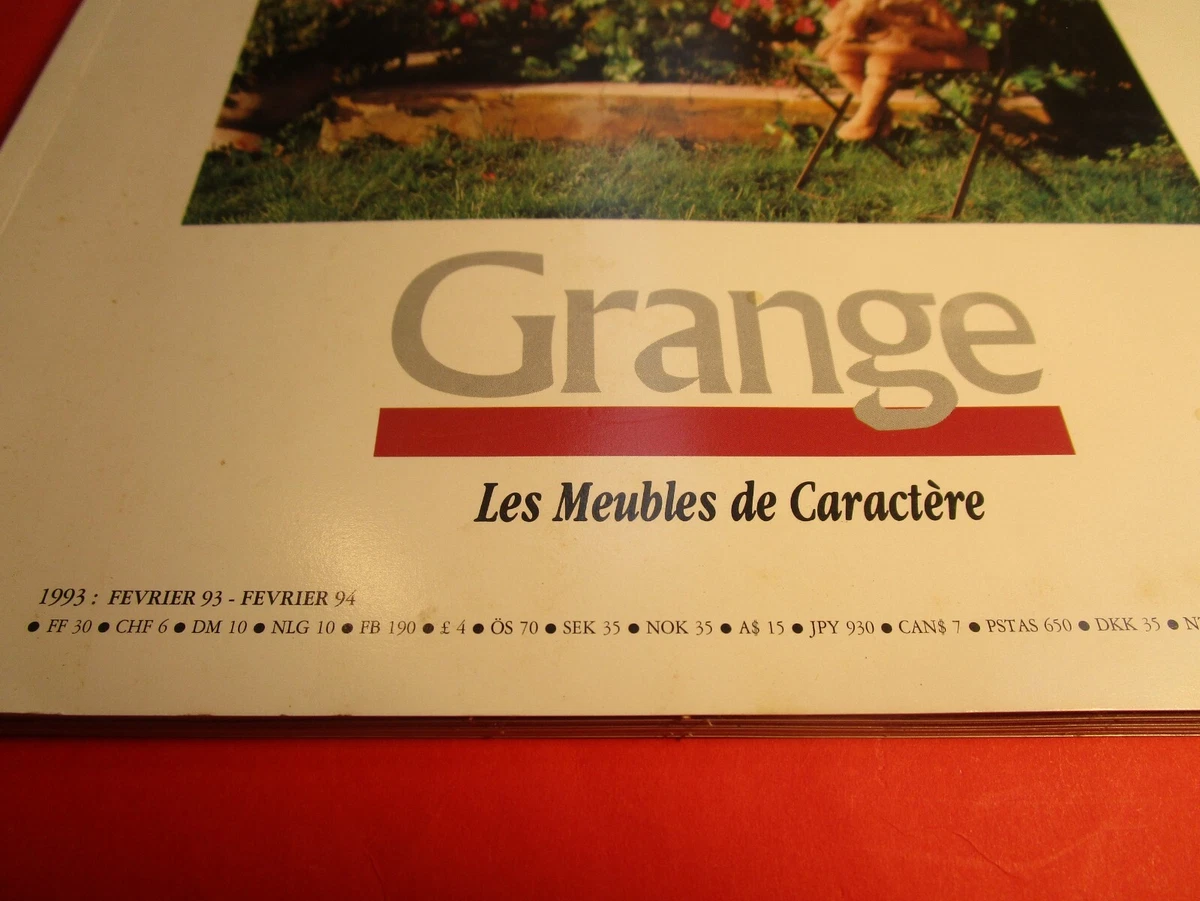 Grange
Les Meubles de Caractère
1993 : FEVRIER 93 - FEVRIER 94
● FF 30 ● CHF 6 ● DM 10 ● NLG 10 ● FB 190 ● £ 4 ● ÖS 70 ● SEK 35 ● NOK 35 ● A$ 15 ● JPY 930 ● CAN$ 7 ● PSTAS 650 ● DKK 35 ●